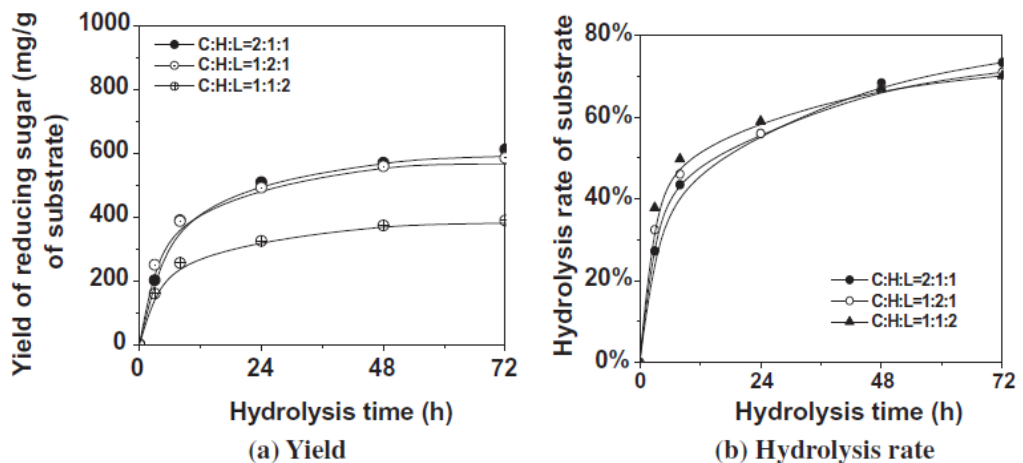 Yield of reducing sugar (mg/g
of substrate)
1000
800
600
400
200
0
C:H:L=2:1:1
C:H:L=1:2:1
C:H:L=1:1:2
0 24 48 72
Hydrolysis time (h)
(a) Yield
Hydrolysis rate of substrate
80%
60%
40%
20%
0%
C:H:L=2:1:1
C:H:L=1:2:1
C:H:L=1:1:2
0 24 48 72
Hydrolysis time (h)
(b) Hydrolysis rate